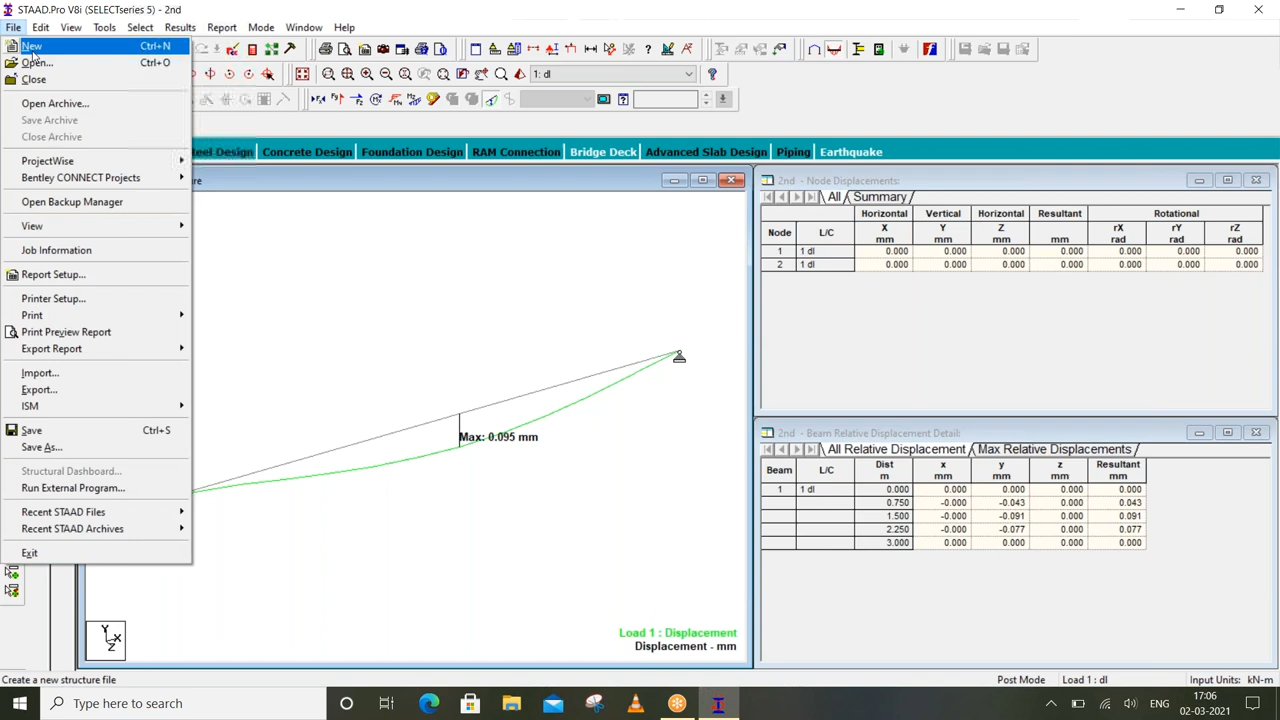 STAAD.Pro V8i (SELECTseries 5) - 2nd
File Edit View Tools Select Results Report Mode Window Help
New Ctrl+N
Open... Ctrl+O
Close
Open Archive...
Save Archive
Close Archive
ProjectWise
Bentley CONNECT Projects
Open Backup Manager
View
Job Information
Report Setup...
Printer Setup...
Print
Print Preview Report
Export Report
Import...
Export...
ISM
Save Ctrl+S
Save As...
Structural Dashboard...
Run External Program...
Recent STAAD Files
Recent STAAD Archives
Exit
1: dl
Design Concrete Design Foundation Design RAM Connection Bridge Deck Advanced Slab Design Piping Earthquake
Max: 0.095 mm
Load 1 : Displacement
Displacement - mm
Y X Z
2nd - Node Displacements:
All Summary
Horizontal Vertical Horizontal Resultant Rotational
Node L/C X mm Y mm Z mm mm rX rad rY rad rZ rad
1 1 dl 0.000 0.000 0.000 0.000 0.000 0.000 0.000
2 1 dl 0.000 0.000 0.000 0.000 0.000 0.000 0.000
2nd - Beam Relative Displacement Detail:
All Relative Displacement Max Relative Displacements
Beam L/C Dist m x mm y mm z mm Resultant mm
1 1 dl 0.000 0.000 0.000 0.000 0.000
0.750 -0.000 -0.043 0.000 0.043
1.500 -0.000 -0.091 0.000 0.091
2.250 -0.000 -0.077 0.000 0.077
3.000 0.000 0.000 0.000 0.000
Create a new structure file Post Mode Load 1 : dl Input Units: kN-m
Type here to search
ENG
17:06
02-03-2021